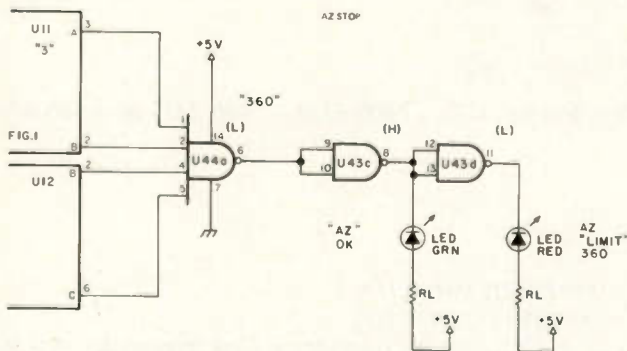 AZ STOP
U11
"3"
A 3
+5V
"360"
(L)
(H)
(L)
FIG.1
B 2
U12
B 2
C 6
1
2
4
5
14
U44a
6
7
9
10
U43c
8
12
13
U43d
11
"AZ"
OK
LED
GRN
LED
RED
AZ
"LIMIT"
360
RL
RL
+5V
+5V